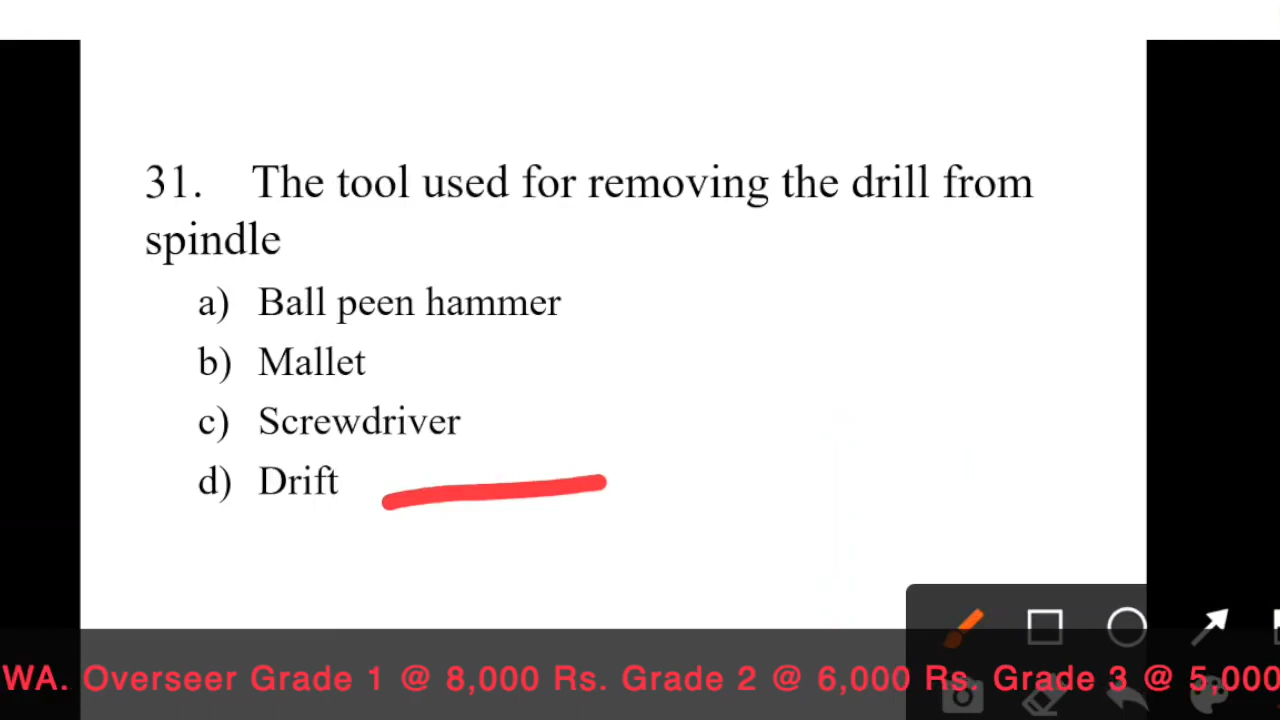 31. The tool used for removing the drill from
spindle
a) Ball peen hammer
b) Mallet
c) Screwdriver
d) Drift
WA. Overseer Grade 1 @ 8,000 Rs. Grade 2 @ 6,000 Rs. Grade 3 @ 5,000